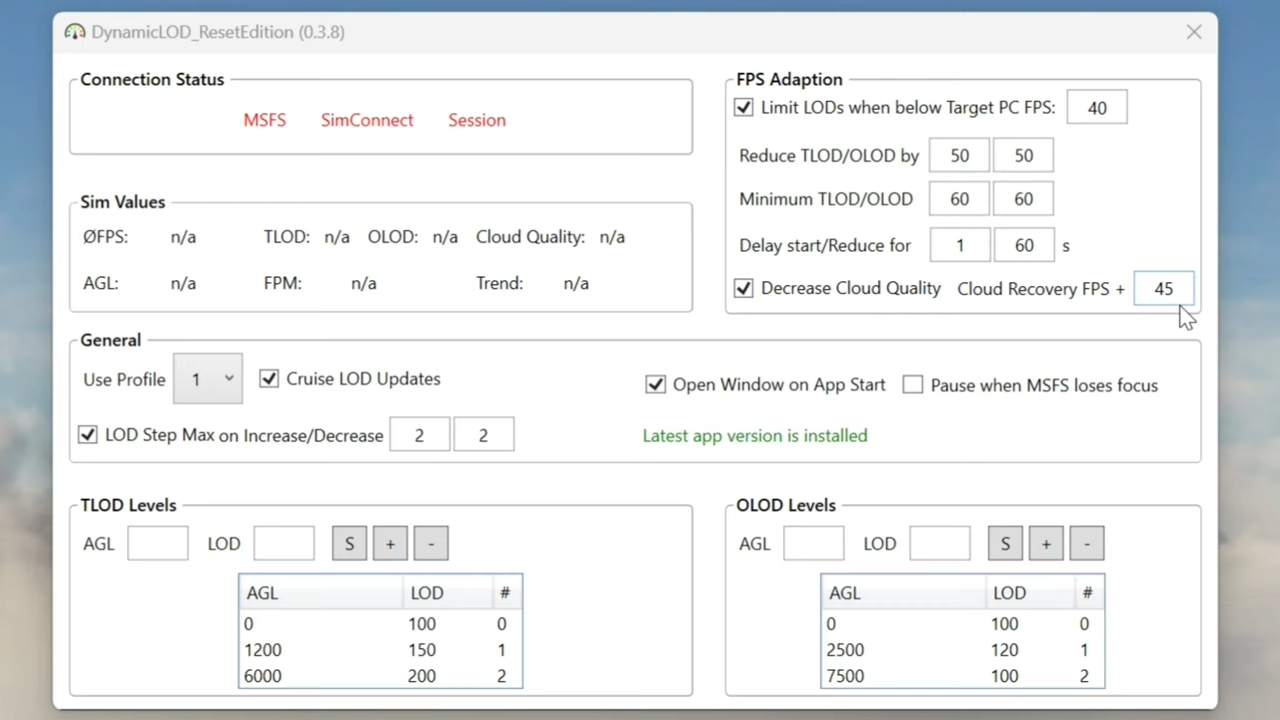 DynamicLOD_ResetEdition (0.3.8)
Connection Status
MSFS SimConnect Session
FPS Adaption
Limit LODs when below Target PC FPS: 40
Reduce TLOD/OLOD by 50 50
Minimum TLOD/OLOD 60 60
Delay start/Reduce for 1 60 s
Decrease Cloud Quality Cloud Recovery FPS + 45
Sim Values
ØFPS: n/a TLOD: n/a OLOD: n/a Cloud Quality: n/a
AGL: n/a FPM: n/a Trend: n/a
General
Use Profile 1 Cruise LOD Updates Open Window on App Start Pause when MSFS loses focus
LOD Step Max on Increase/Decrease 2 2 Latest app version is installed
TLOD Levels
AGL LOD S + -
AGL LOD #
0 100 0
1200 150 1
6000 200 2
OLOD Levels
AGL LOD S + -
AGL LOD #
0 100 0
2500 120 1
7500 100 2